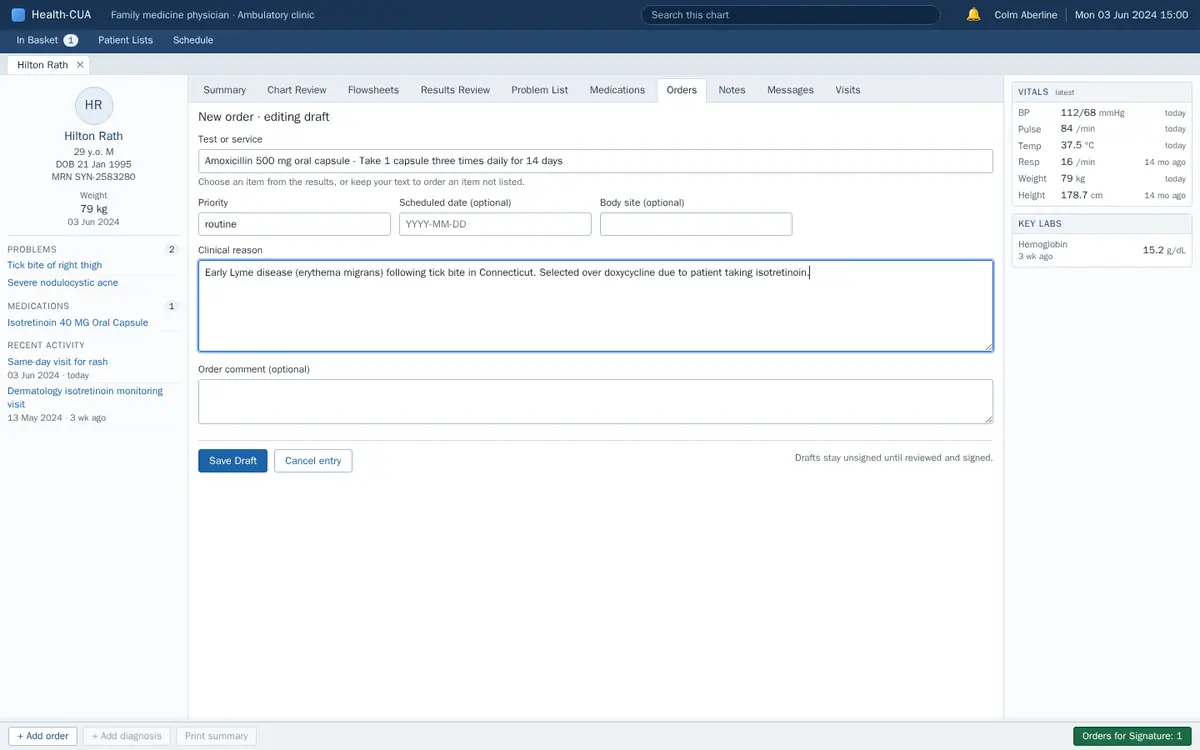 Health-CUA
Family medicine physician · Ambulatory clinic
Search this chart
Colm Aberline
Mon 03 Jun 2024 15:00
In Basket 1
Patient Lists
Schedule
Hilton Rath
HR
Hilton Rath
29 y.o. M
DOB 21 Jan 1995
MRN SYN-2583280
Weight
79 kg
03 Jun 2024
PROBLEMS 2
Tick bite of right thigh
Severe nodulocystic acne
MEDICATIONS 1
Isotretinoin 40 MG Oral Capsule
RECENT ACTIVITY
Same-day visit for rash
03 Jun 2024 · today
Dermatology isotretinoin monitoring
visit
13 May 2024 · 3 wk ago
Summary
Chart Review
Flowsheets
Results Review
Problem List
Medications
Orders
Notes
Messages
Visits
New order · editing draft
Test or service
Amoxicillin 500 mg oral capsule - Take 1 capsule three times daily for 14 days
Choose an item from the results, or keep your text to order an item not listed.
Priority
Scheduled date (optional)
Body site (optional)
routine
YYYY-MM-DD
Clinical reason
Early Lyme disease (erythema migrans) following tick bite in Connecticut. Selected over doxycycline due to patient taking isotretinoin.
Order comment (optional)
Save Draft
Cancel entry
Drafts stay unsigned until reviewed and signed.
VITALS latest
BP 112/68 mmHg today
Pulse 84 /min today
Temp 37.5 °C today
Resp 16 /min 14 mo ago
Weight 79 kg today
Height 178.7 cm 14 mo ago
KEY LABS
Hemoglobin
3 wk ago
15.2 g/dL
+ Add order
+ Add diagnosis
Print summary
Orders for Signature: 1